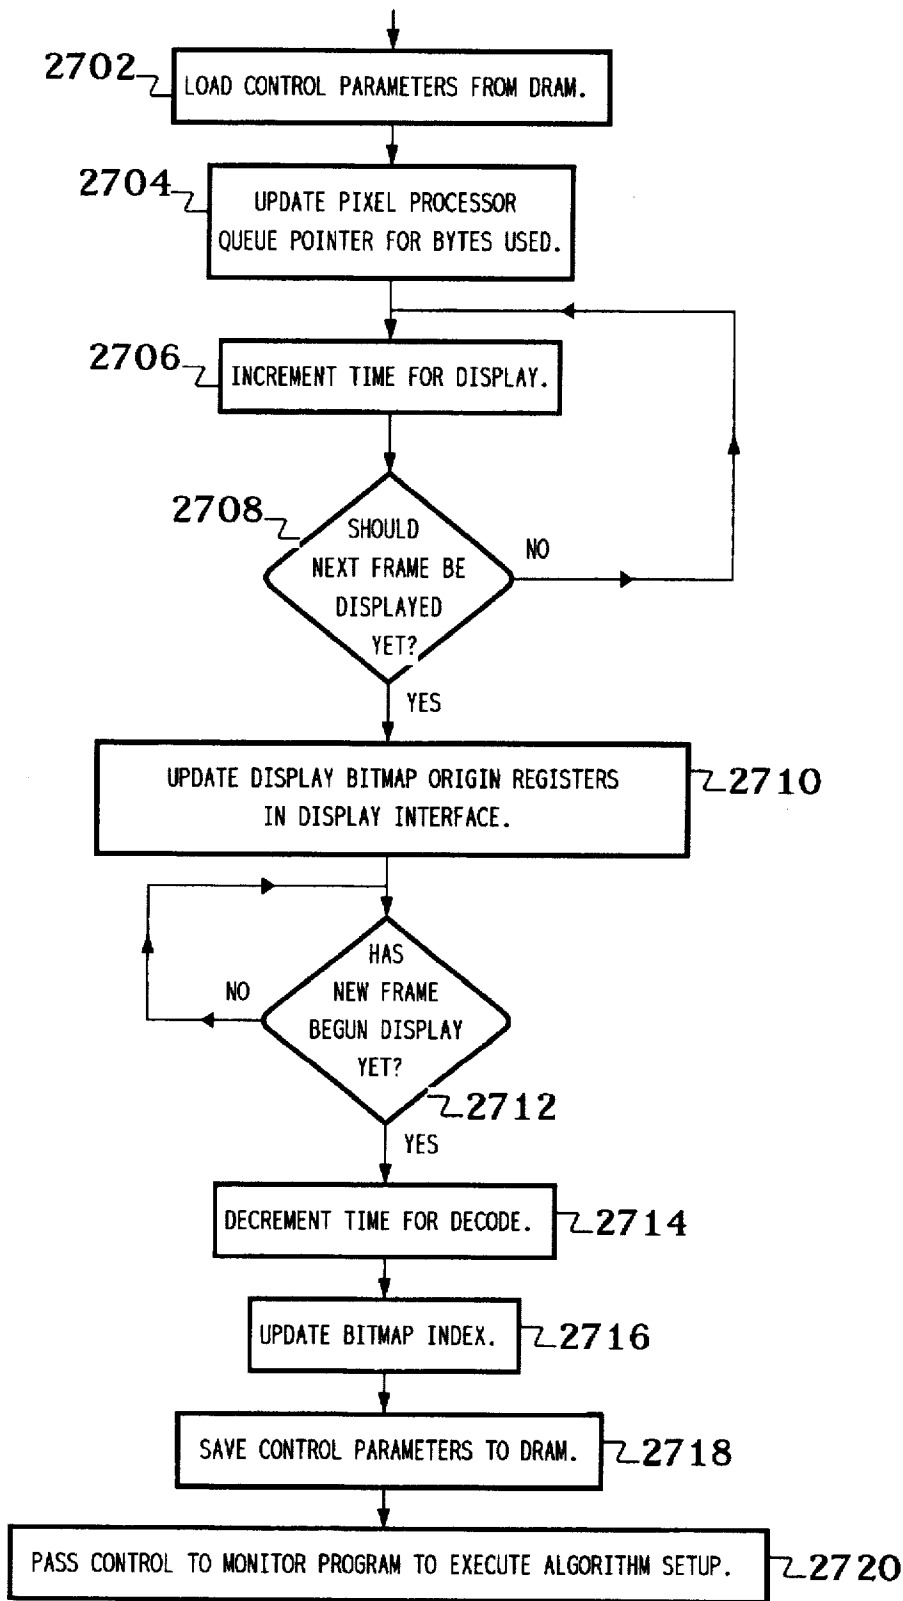 2702
LOAD CONTROL PARAMETERS FROM DRAM.
2704
UPDATE PIXEL PROCESSOR
QUEUE POINTER FOR BYTES USED.
2706
INCREMENT TIME FOR DISPLAY.
2708
SHOULD
NEXT FRAME BE
DISPLAYED
YET?
NO
YES
UPDATE DISPLAY BITMAP ORIGIN REGISTERS
IN DISPLAY INTERFACE.
2710
HAS
NEW FRAME
BEGUN DISPLAY
YET?
NO
2712
YES
DECREMENT TIME FOR DECODE.
2714
UPDATE BITMAP INDEX.
2716
SAVE CONTROL PARAMETERS TO DRAM.
2718
PASS CONTROL TO MONITOR PROGRAM TO EXECUTE ALGORITHM SETUP.
2720